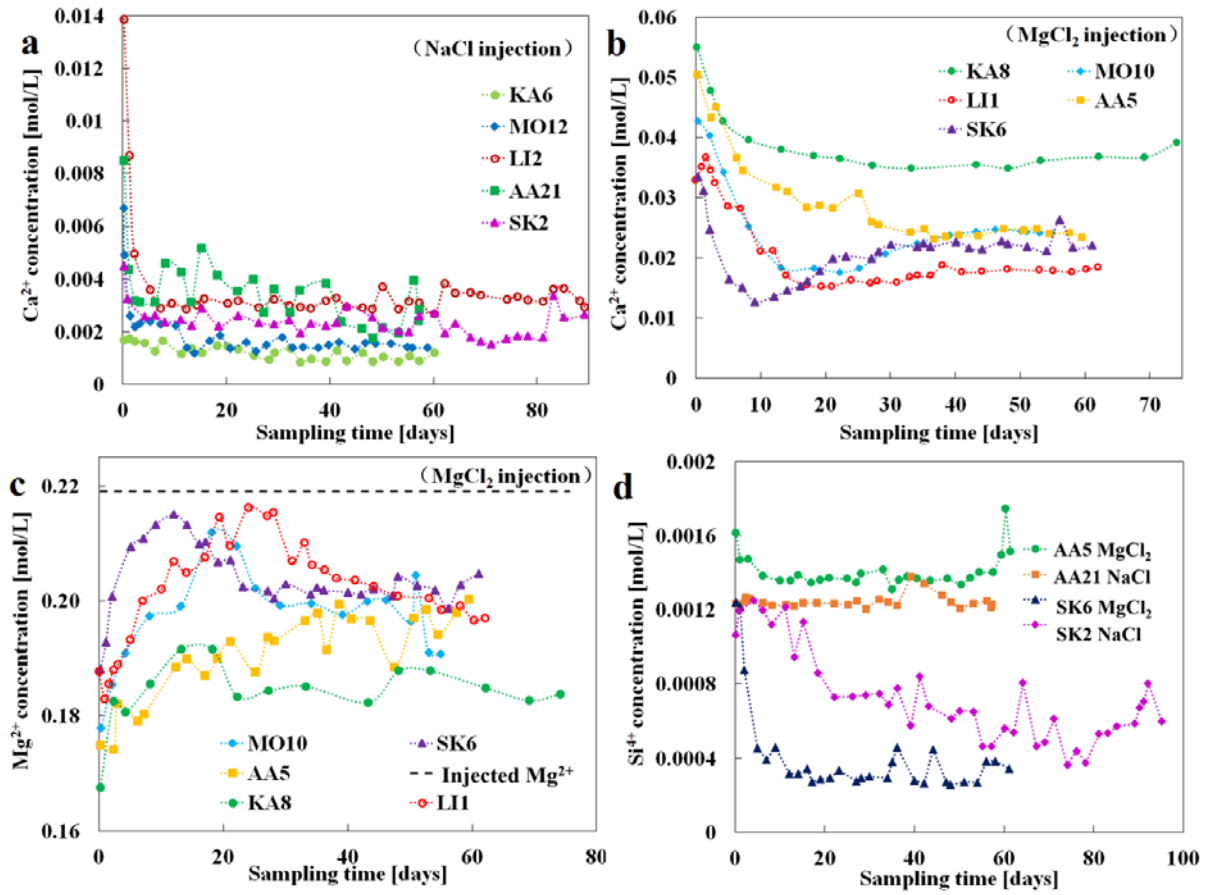 a
(NaCl injection)
KA6
MO12
LI2
AA21
SK2
0.014
0.012
0.01
0.008
0.006
0.004
0.002
0
Ca²⁺ concentration [mol/L]
0
20
40
60
80
Sampling time [days]
b
(MgCl₂ injection)
KA8
MO10
LI1
AA5
SK6
0.06
0.05
0.04
0.03
0.02
0.01
0
Ca²⁺ concentration [mol/L]
0
10
20
30
40
50
60
70
Sampling time [days]
c
(MgCl₂ injection)
0.22
0.20
0.18
0.16
Mg²⁺ concentration [mol/L]
MO10
SK6
AA5
Injected Mg²⁺
KA8
LI1
0
20
40
60
80
Sampling time [days]
d
0.002
0.0016
0.0012
0.0008
0.0004
0
Si⁴⁺ concentration [mol/L]
AA5 MgCl₂
AA21 NaCl
SK6 MgCl₂
SK2 NaCl
0
20
40
60
80
100
Sampling time [days]